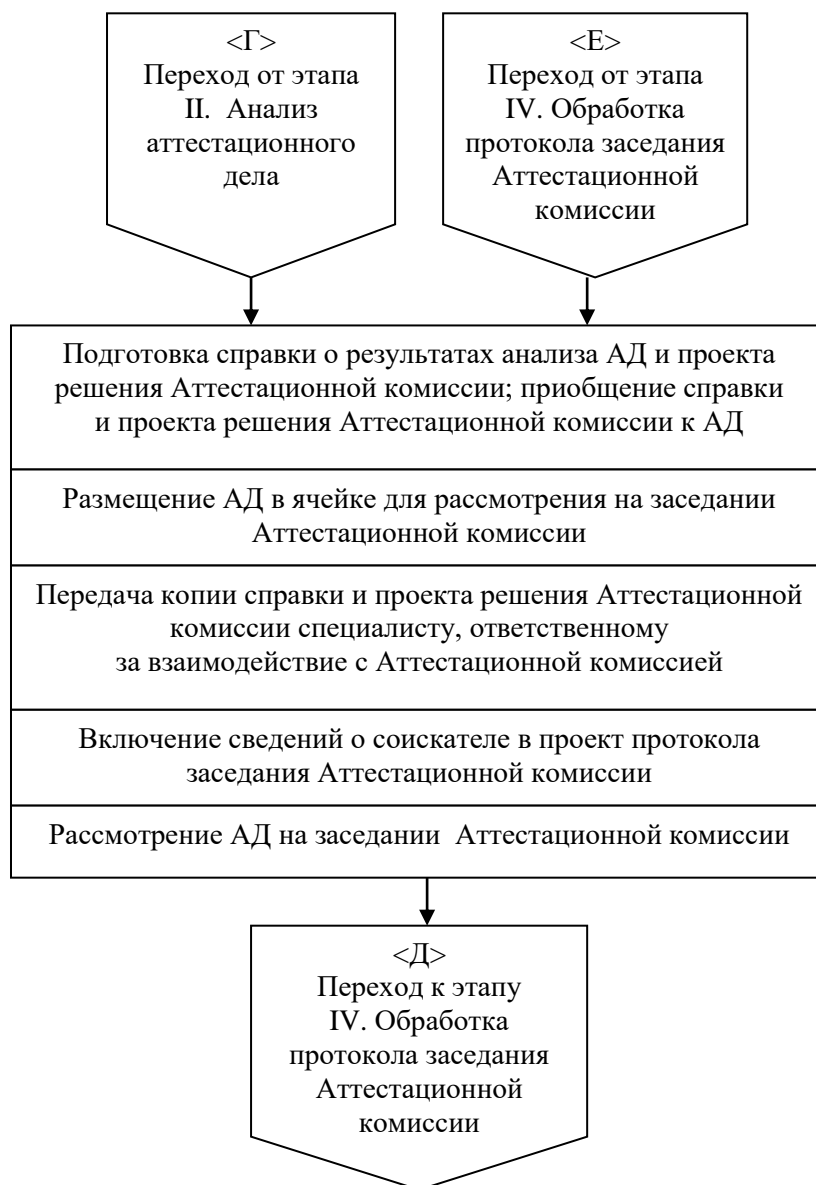 <Г>
Переход от этапа
II. Анализ
аттестационного
дела
<Е>
Переход от этапа
IV. Обработка
протокола заседания
Аттестационной
комиссии
Подготовка справки о результатах анализа АД и проекта
решения Аттестационной комиссии; приобщение справки
и проекта решения Аттестационной комиссии к АД
Размещение АД в ячейке для рассмотрения на заседании
Аттестационной комиссии
Передача копии справки и проекта решения Аттестационной
комиссии специалисту, ответственному
за взаимодействие с Аттестационной комиссией
Включение сведений о соискателе в проект протокола
заседания Аттестационной комиссии
Рассмотрение АД на заседании Аттестационной комиссии
<Д>
Переход к этапу
IV. Обработка
протокола заседания
Аттестационной
комиссии